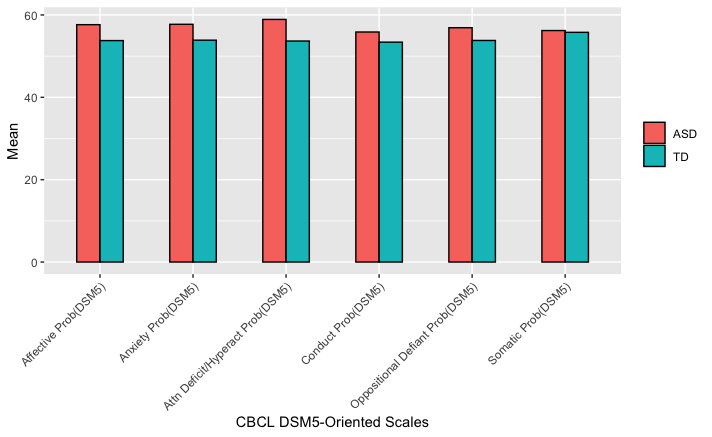 60
40
20
0
Mean
Affective Prob(DSM5)
Anxiety Prob(DSM5)
Attn Deficit/Hyperact Prob(DSM5)
Conduct Prob(DSM5)
Oppositional Defiant Prob(DSM5)
Somatic Prob(DSM5)
CBCL DSM5-Oriented Scales
ASD
TD